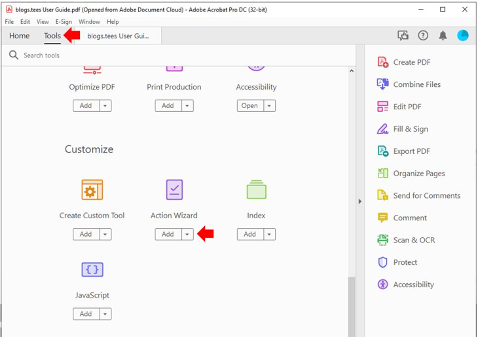 blogs.tees User Guide.pdf (Opened from Adobe Document Cloud) - Adobe Acrobat Pro DC (32-bit)
File Edit View E-Sign Window Help
Home Tools blogs.tees User Gui...
Search tools
Optimize PDF Print Production Accessibility
Add Add Open
Customize
Create Custom Tool Action Wizard Index
Add Add Add
JavaScript
Add
Create PDF
Combine Files
Edit PDF
Fill & Sign
Export PDF
Organize Pages
Send for Comments
Comment
Scan & OCR
Protect
Accessibility